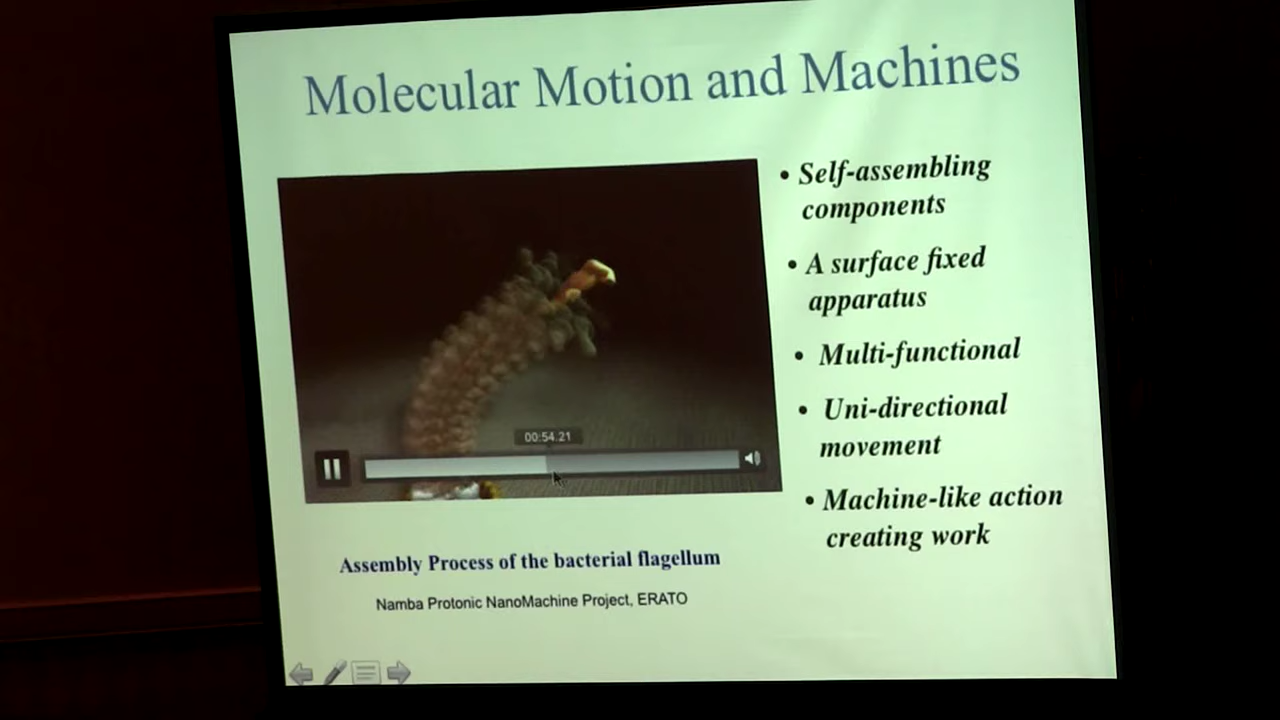 Molecular Motion and Machines
• Self-assembling
components
• A surface fixed
apparatus
• Multi-functional
• Uni-directional
movement
• Machine-like action
creating work
00:54.21
Assembly Process of the bacterial flagellum
Namba Protonic NanoMachine Project, ERATO